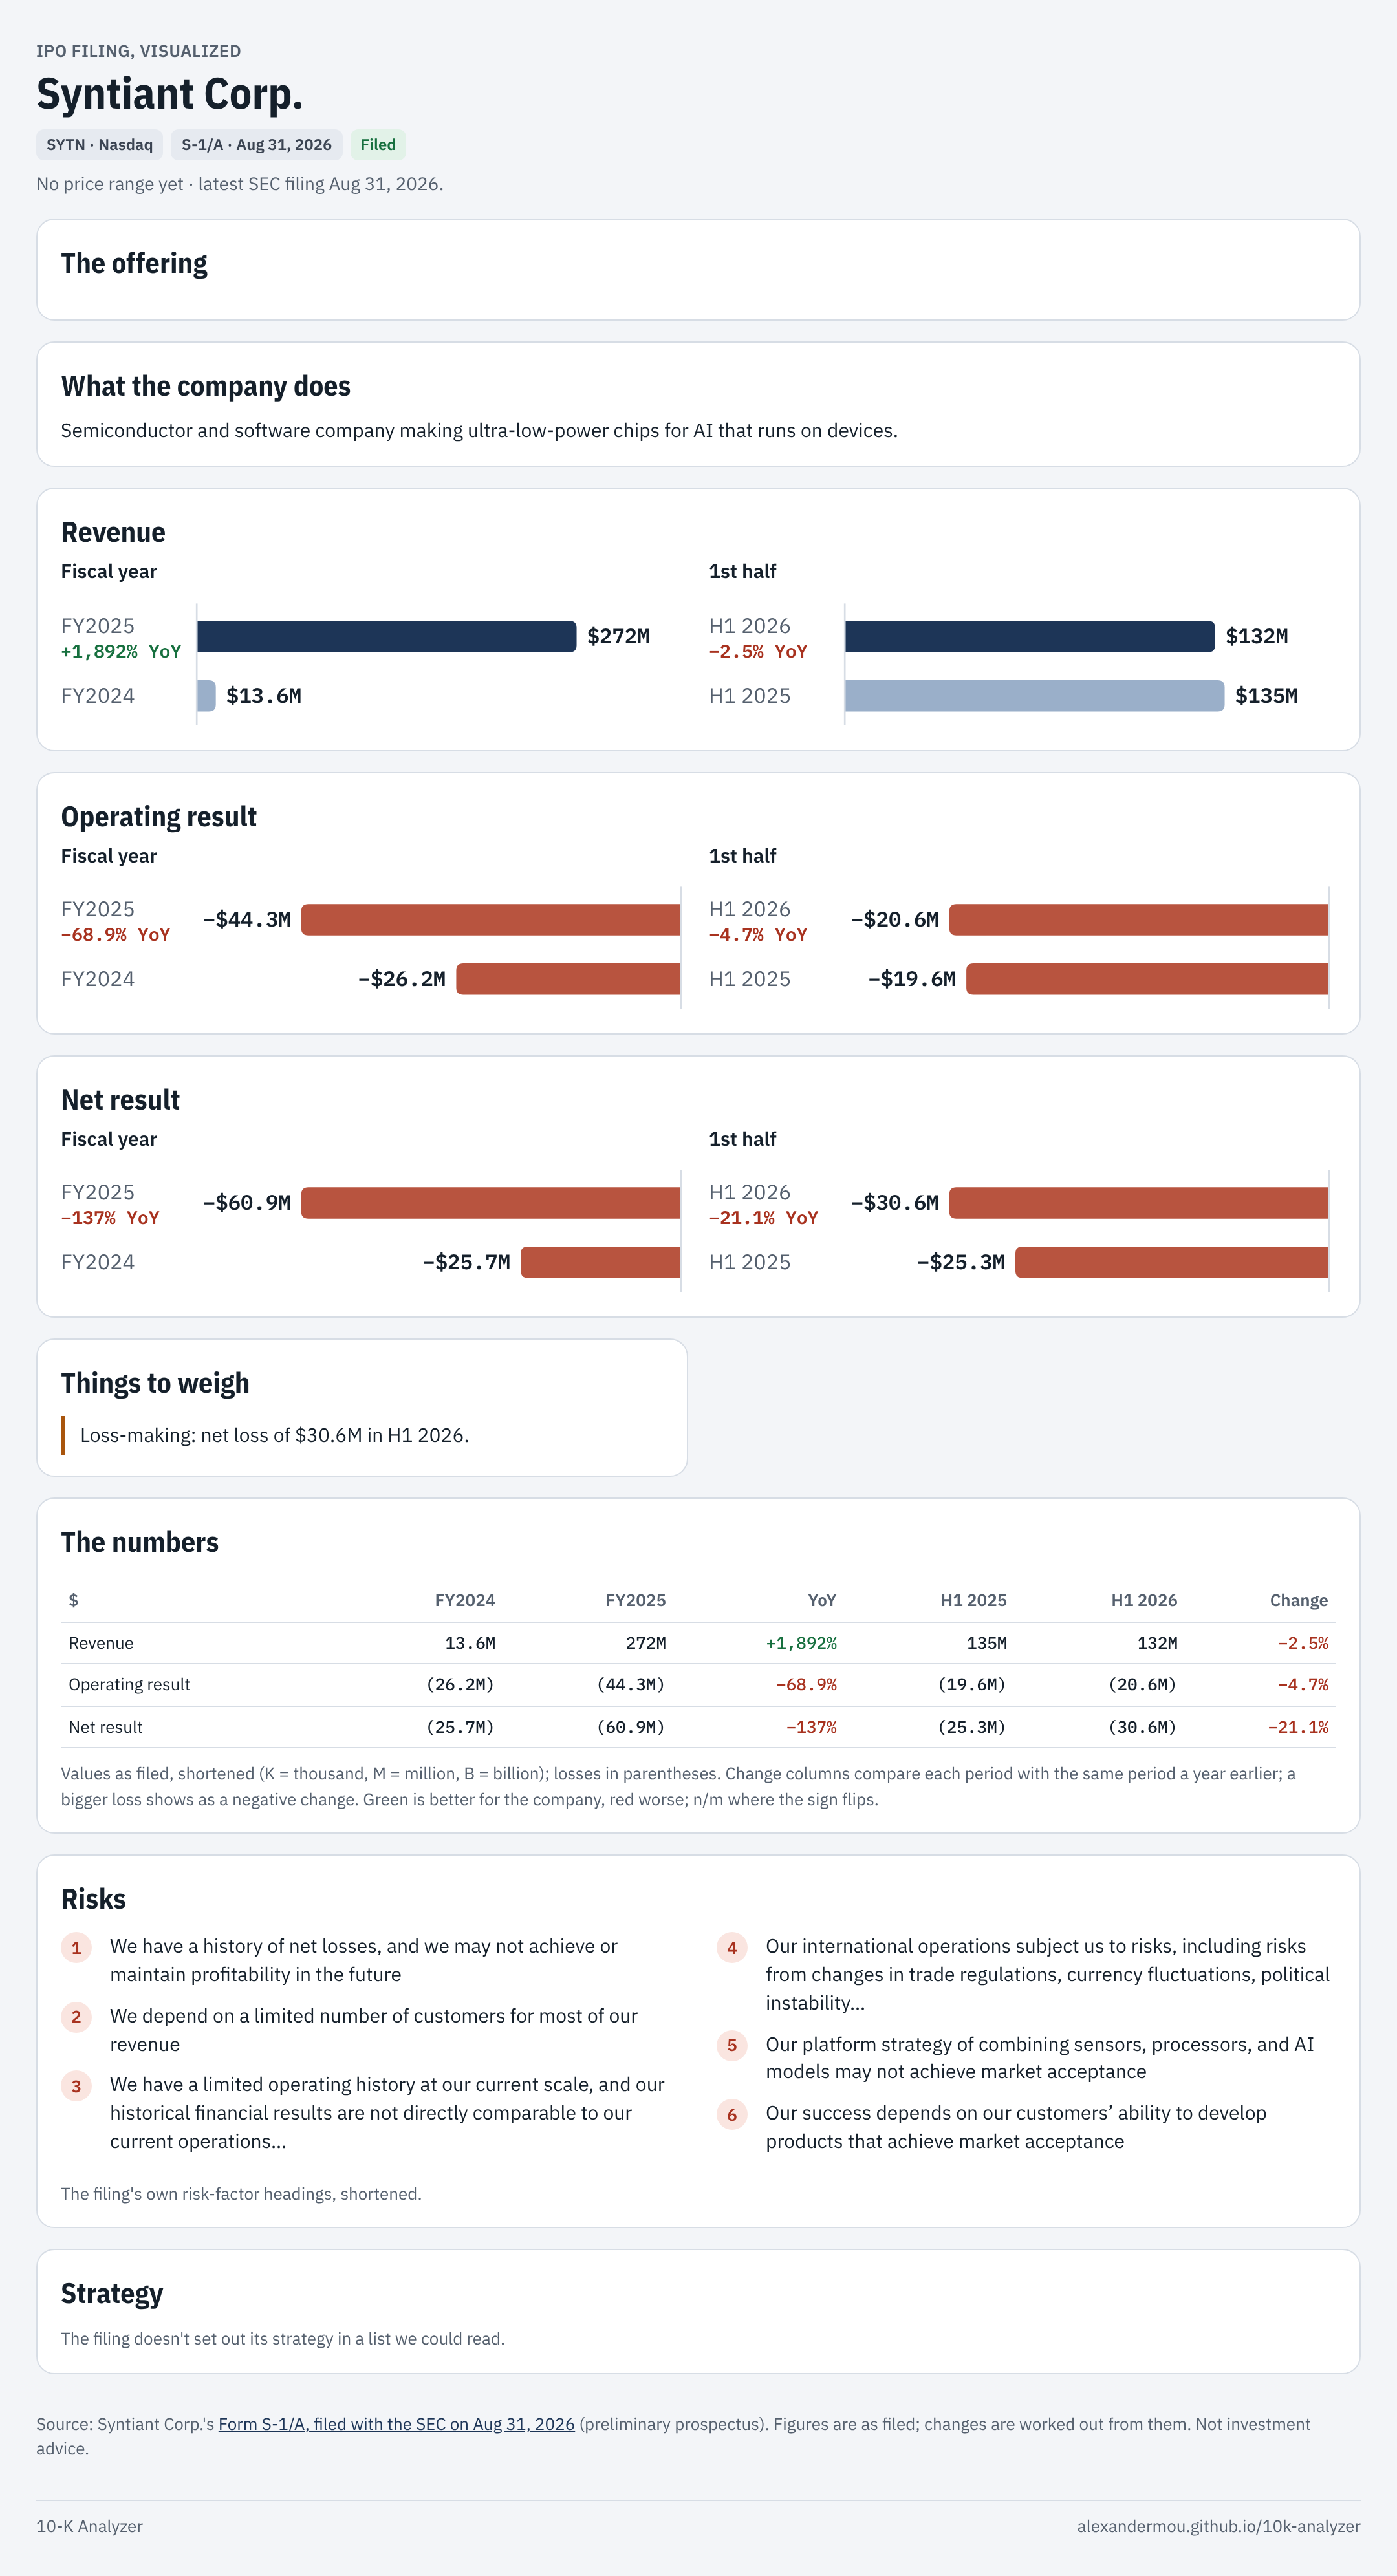 IPO FILING, VISUALIZED
Syntiant Corp.
SYTN · Nasdaq
S-1/A · Aug 31, 2026
Filed
No price range yet · latest SEC filing Aug 31, 2026.
The offering
What the company does
Semiconductor and software company making ultra-low-power chips for AI that runs on devices.
Revenue
Fiscal year
FY2025
+1,892% YoY
$272M
FY2024
$13.6M
1st half
H1 2026
−2.5% YoY
$132M
H1 2025
$135M
Operating result
Fiscal year
FY2025
−68.9% YoY
−$44.3M
FY2024
−$26.2M
1st half
H1 2026
−4.7% YoY
−$20.6M
H1 2025
−$19.6M
Net result
Fiscal year
FY2025
−137% YoY
−$60.9M
FY2024
−$25.7M
1st half
H1 2026
−21.1% YoY
−$30.6M
H1 2025
−$25.3M
Things to weigh
Loss-making: net loss of $30.6M in H1 2026.
The numbers
$ FY2024 FY2025 YoY H1 2025 H1 2026 Change
Revenue 13.6M 272M +1,892% 135M 132M −2.5%
Operating result (26.2M) (44.3M) −68.9% (19.6M) (20.6M) −4.7%
Net result (25.7M) (60.9M) −137% (25.3M) (30.6M) −21.1%
Values as filed, shortened (K = thousand, M = million, B = billion); losses in parentheses. Change columns compare each period with the same period a year earlier; a
bigger loss shows as a negative change. Green is better for the company, red worse; n/m where the sign flips.
Risks
1 We have a history of net losses, and we may not achieve or
maintain profitability in the future
2 We depend on a limited number of customers for most of our
revenue
3 We have a limited operating history at our current scale, and our
historical financial results are not directly comparable to our
current operations…
4 Our international operations subject us to risks, including risks
from changes in trade regulations, currency fluctuations, political
instability…
5 Our platform strategy of combining sensors, processors, and AI
models may not achieve market acceptance
6 Our success depends on our customers’ ability to develop
products that achieve market acceptance
The filing's own risk-factor headings, shortened.
Strategy
The filing doesn't set out its strategy in a list we could read.
Source: Syntiant Corp.'s Form S-1/A, filed with the SEC on Aug 31, 2026 (preliminary prospectus). Figures are as filed; changes are worked out from them. Not investment
advice.
10-K Analyzer
alexandermou.github.io/10k-analyzer